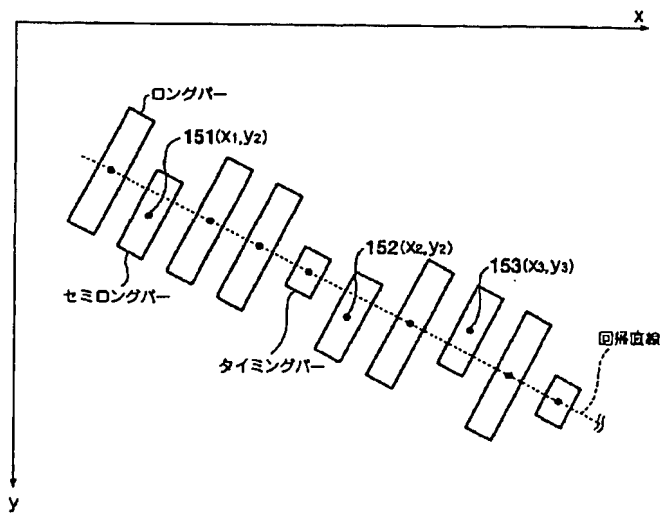 x
ロングバー
151(x1,y2)
152(x2,y2)
153(x3,y3)
セミロングバー
タイミングバー
回帰直線
y